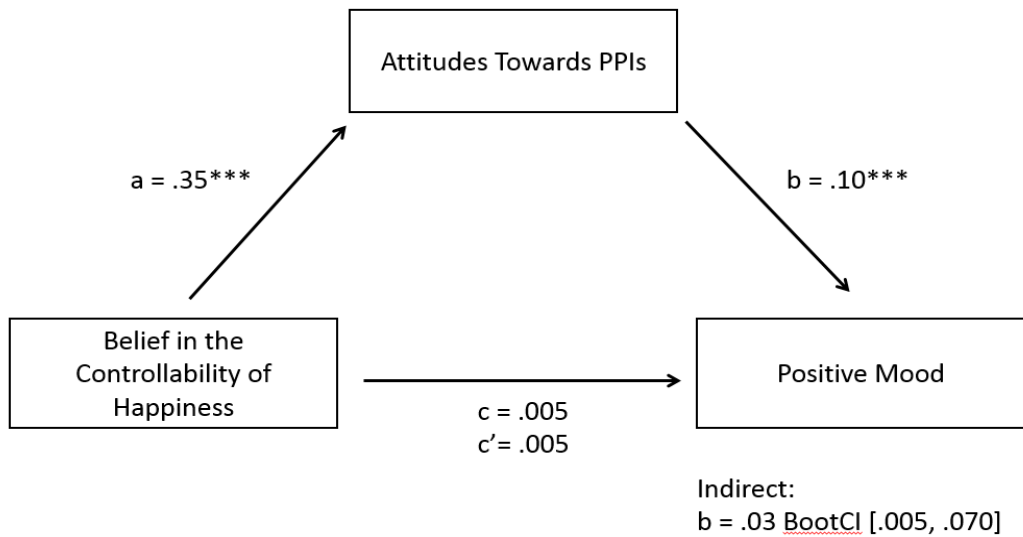 Attitudes Towards PPIs
a = .35***
b = .10***
Belief in the
Controllability of
Happiness
Positive Mood
c = .005
c’= .005
Indirect:
b = .03 BootCI [.005, .070]